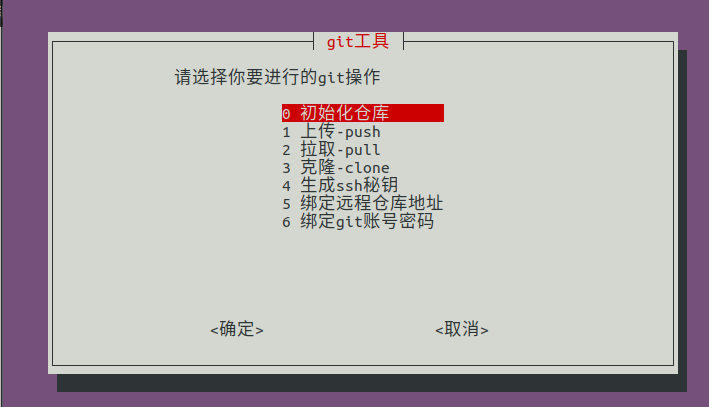 git工具
请选择你要进行的git操作
0 初始化仓库
1 上传-push
2 拉取-pull
3 克隆-clone
4 生成ssh秘钥
5 绑定远程仓库地址
6 绑定git账号密码
<确定> <取消>